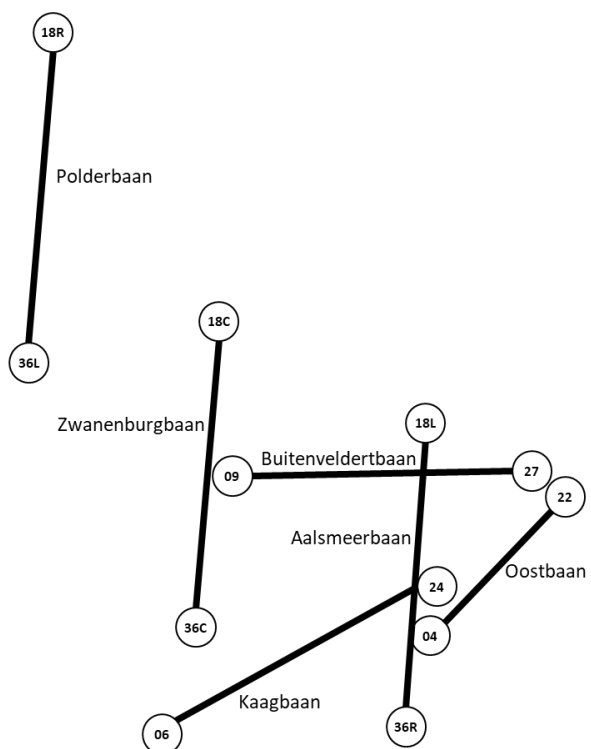 18R
Polderbaan
18C
36L
18L
Zwanenburgbaan
Buitenveldertbaan
27
09
22
Aalsmeerbaan
Oostbaan
24
36C
04
Kaagbaan
36R
06